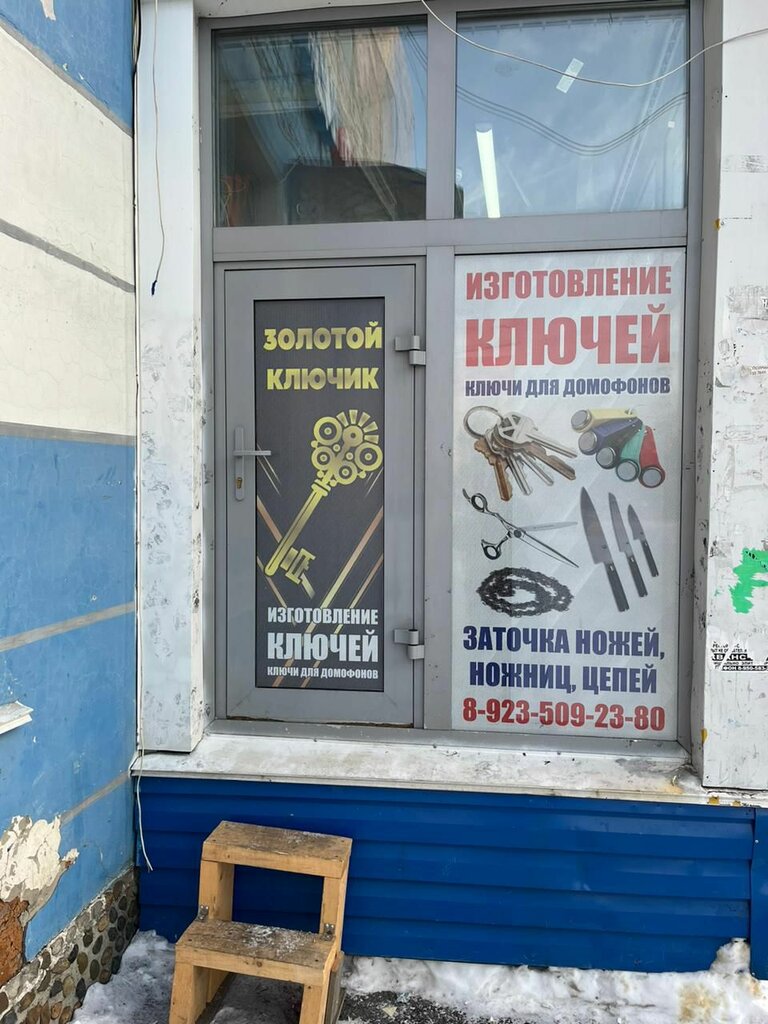 ЗОЛОТОЙ
КЛЮЧИК
ИЗГОТОВЛЕНИЕ
КЛЮЧЕЙ
КЛЮЧИ ДЛЯ ДОМОФОНОВ
ИЗГОТОВЛЕНИЕ
КЛЮЧЕЙ
КЛЮЧИ ДЛЯ ДОМОФОНОВ
ЗАТОЧКА НОЖЕЙ,
НОЖНИЦ, ЦЕПЕЙ
8-923-509-23-80